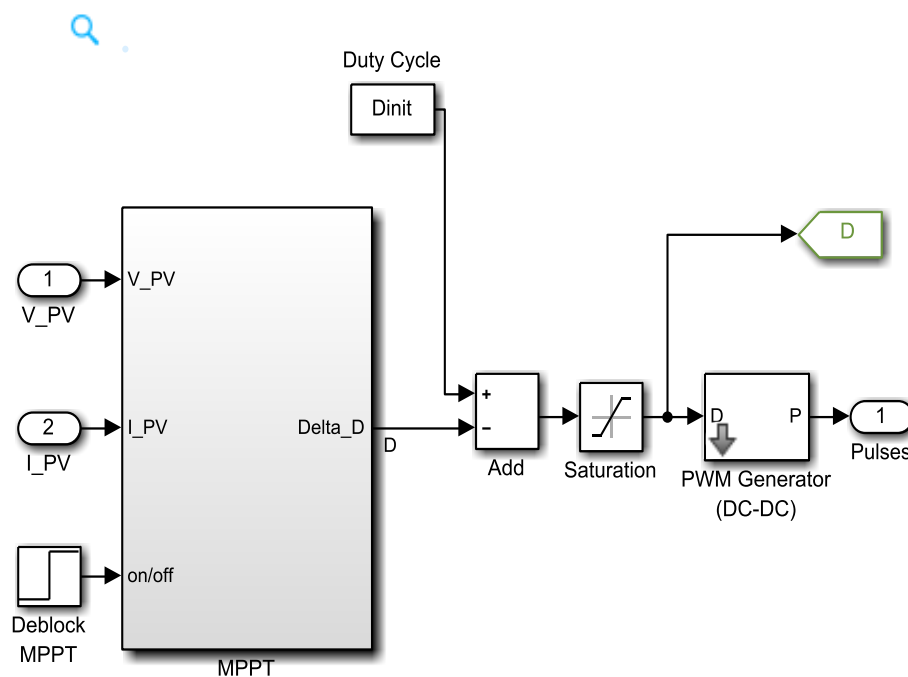 Duty Cycle
Dinit
D
1
V_PV
V_PV
2
I_PV
I_PV
Delta_D
D
+
−
Add
Saturation
D
P
PWM Generator
(DC-DC)
1
Pulses
on/off
Deblock
MPPT
MPPT